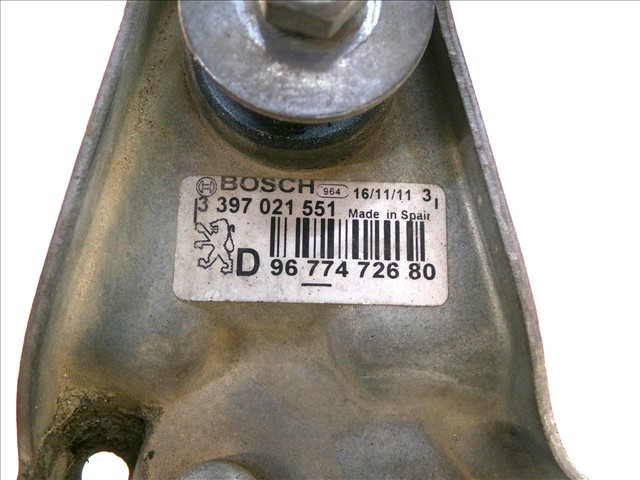 BOSCH 964 16/11/11 3
3 397 021 551 Made in Spain
D 96 774 726 80